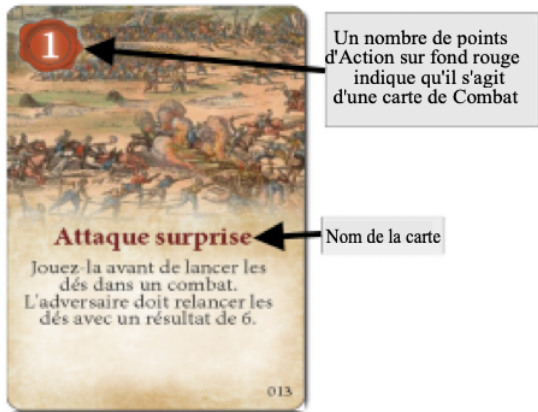 1
Un nombre de points
d'Action sur fond rouge
indique qu'il s'agit
d'une carte de Combat
Attaque surprise
Nom de la carte
Jouez-la avant de lancer les
dés dans un combat.
L'adversaire doit relancer les
dés avec un résultat de 6.
013